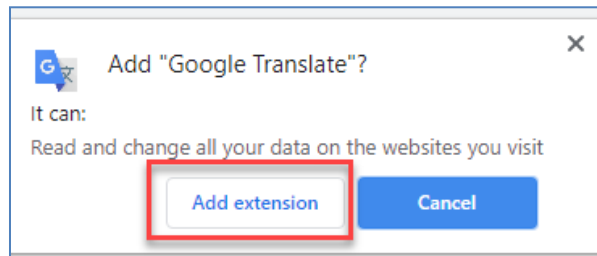 G 文
Add "Google Translate"?
It can:
Read and change all your data on the websites you visit
Add extension
Cancel